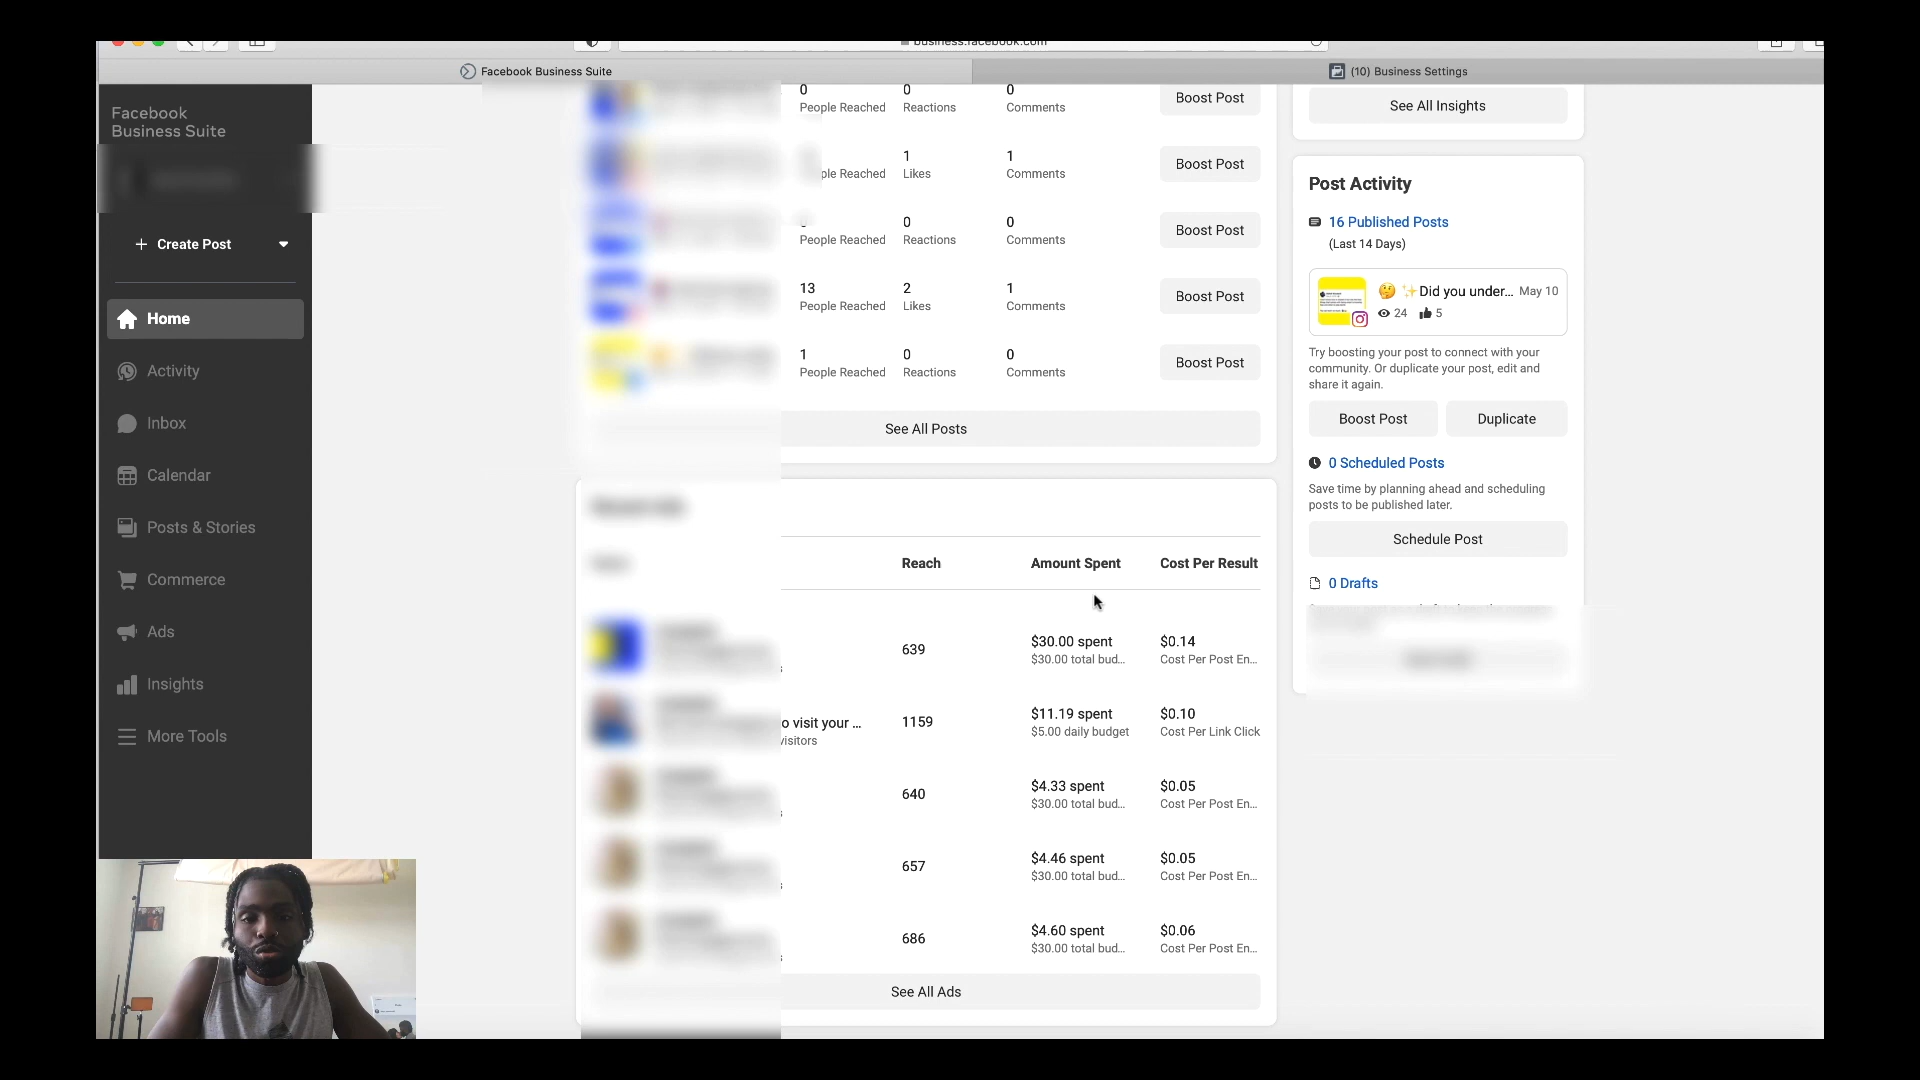 business.facebook.com
Facebook Business Suite
(10) Business Settings
Facebook
Business Suite
Create Post
Home
Activity
Inbox
Calendar
Posts & Stories
Commerce
Ads
Insights
More Tools
0 0 0
People Reached Reactions Comments Boost Post
1 1
ple Reached Likes Comments Boost Post
0 0
People Reached Reactions Comments Boost Post
13 2 1
People Reached Likes Comments Boost Post
1 0 0
People Reached Reactions Comments Boost Post
See All Posts
Reach Amount Spent Cost Per Result
639 $30.00 spent $0.14
$30.00 total bud... Cost Per Post En...
o visit your ... 1159 $11.19 spent $0.10
visitors $5.00 daily budget Cost Per Link Click
640 $4.33 spent $0.05
$30.00 total bud... Cost Per Post En...
657 $4.46 spent $0.05
$30.00 total bud... Cost Per Post En...
686 $4.60 spent $0.06
$30.00 total bud... Cost Per Post En...
See All Ads
See All Insights
Post Activity
16 Published Posts
(Last 14 Days)
🤔 ✨Did you under... May 10
24 5
Try boosting your post to connect with your
community. Or duplicate your post, edit and
share it again.
Boost Post Duplicate
0 Scheduled Posts
Save time by planning ahead and scheduling
posts to be published later.
Schedule Post
0 Drafts